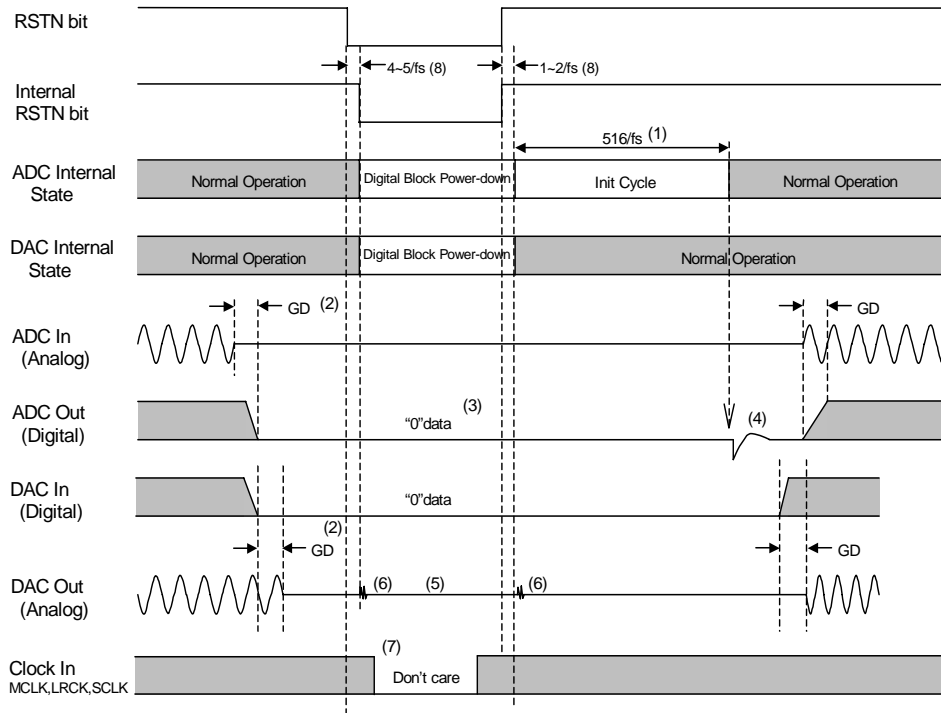 RSTN bit
4~5/fs (8)
1~2/fs (8)
Internal
RSTN bit
516/fs (1)
ADC Internal
State
Normal Operation
Digital Block Power-down
Init Cycle
Normal Operation
DAC Internal
State
Normal Operation
Digital Block Power-down
Normal Operation
GD (2)
GD
ADC In
(Analog)
ADC Out
(Digital)
(3)
(4)
“0”data
DAC In
(Digital)
“0”data
(2)
GD
GD
DAC Out
(Analog)
(6)
(5)
(6)
Clock In
MCLK,LRCK,SCLK
(7)
Don’t care